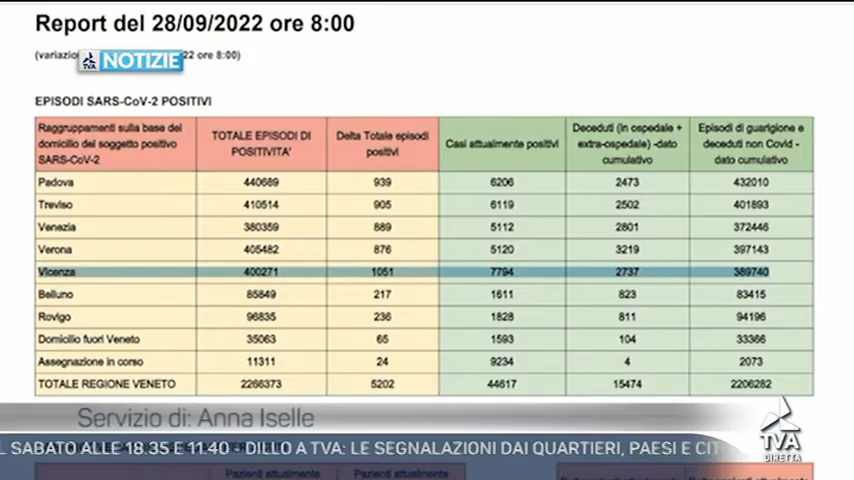 Report del 28/09/2022 ore 8:00
(variazio 22 ore 8:00)
TVA NOTIZIE
EPISODI SARS-CoV-2 POSITIVI
Raggruppamenti sulla base del domicilio del soggetto positivo SARS-CoV-2 TOTALE EPISODI DI POSITIVITA' Delta Totale episodi positivi Casi attualmente positivi Deceduti (in ospedale + extra-ospedale) -dato cumulativo Episodi di guarigione e deceduti non Covid - dato cumulativo
Padova 440689 939 6206 2473 432010
Treviso 410514 905 6119 2502 401893
Venezia 380359 889 5112 2801 372446
Verona 405482 876 5120 3219 397143
Vicenza 400271 1051 7794 2737 389740
Belluno 85849 217 1611 823 83415
Rovigo 96835 236 1828 811 94196
Domicilio fuori Veneto 35063 65 1593 104 33366
Assegnazione in corso 11311 24 9234 4 2073
TOTALE REGIONE VENETO 2266373 5202 44617 15474 2206282
Servizio di: Anna Iselle
L SABATO ALLE 18.35 E 11.40 DILLO A TVA: LE SEGNALAZIONI DAI QUARTIERI, PAESI E CIT
TVA
DIRETTA
Pazienti attualmente Pazienti attualmente